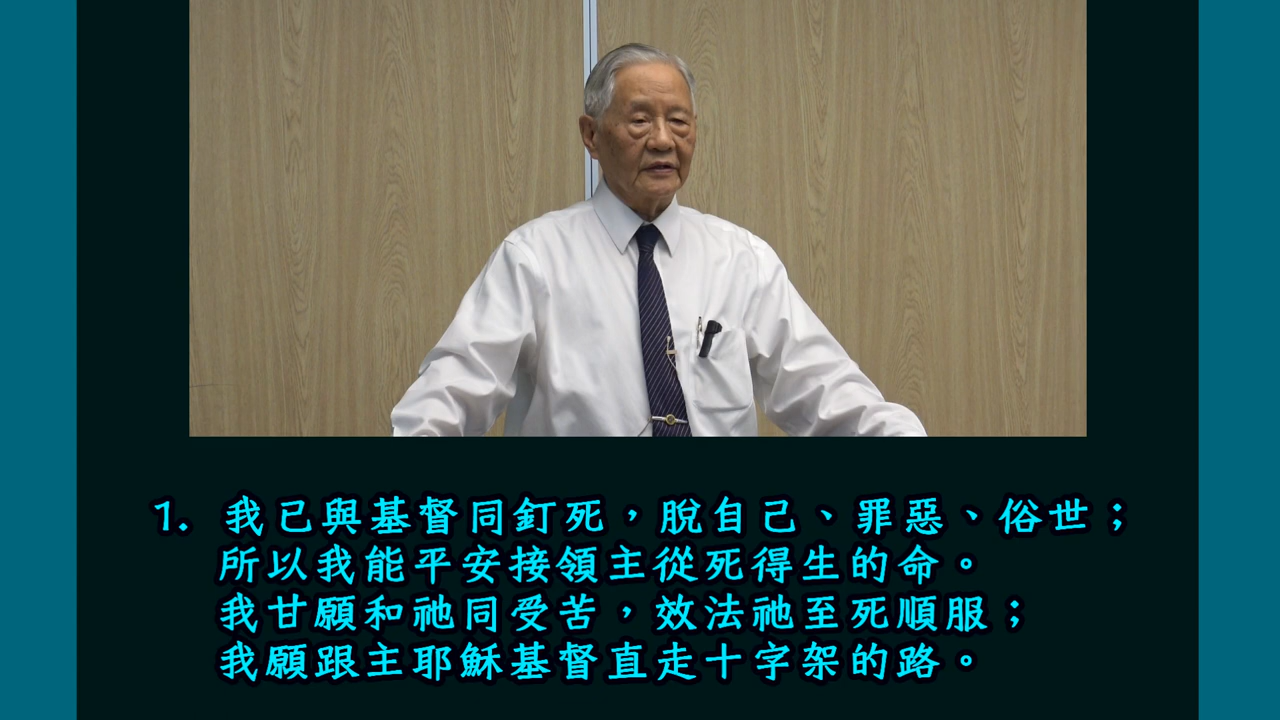 1. 我已與基督同釘死，脫自己、罪惡、俗世；
所以我能平安接領主從死得生的命。
我甘願和祂同受苦，效法祂至死順服；
我願跟主耶穌基督直走十字架的路。